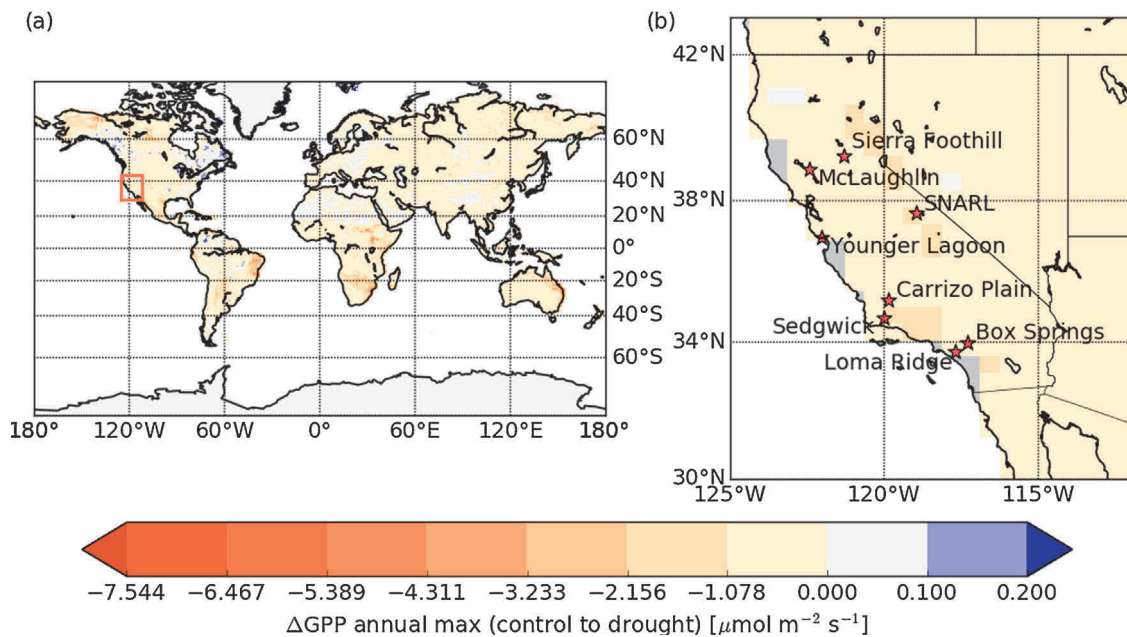 (a)
(b)
60°N
40°N
20°N
0°
20°S
40°S
60°S
180° 120°W 60°W 0° 60°E 120°E 180°
42°N
38°N
34°N
30°N
Sierra Foothill
McLaughlin
SNARL
Younger Lagoon
Carrizo Plain
Sedgwick
Box Springs
Loma Ridge
125°W 120°W 115°W
−7.544 −6.467 −5.389 −4.311 −3.233 −2.156 −1.078 0.000 0.100 0.200
ΔGPP annual max (control to drought) [μmol m⁻² s⁻¹]